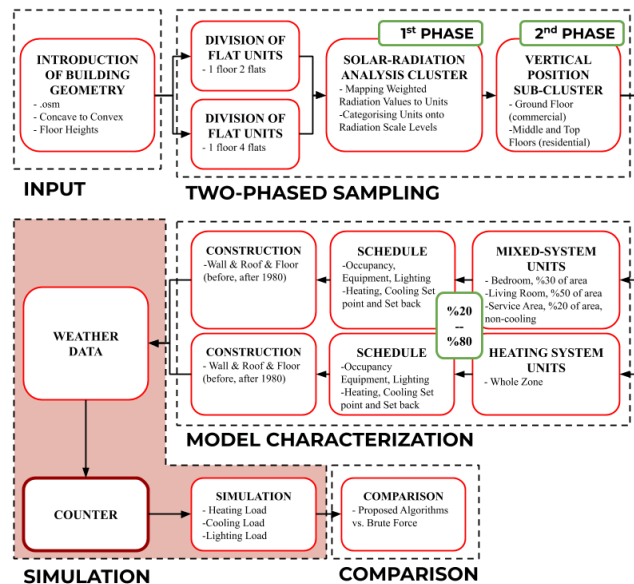 1st PHASE
2nd PHASE
INTRODUCTION
OF BUILDING
GEOMETRY
- .osm
- Concave to Convex
- Floor Heights
DIVISION OF
FLAT UNITS
- 1 floor 2 flats
DIVISION OF
FLAT UNITS
- 1 floor 4 flats
SOLAR-RADIATION
ANALYSIS CLUSTER
- Mapping Weighted
Radiation Values to Units
-Categorising Units onto
Radiation Scale Levels
VERTICAL
POSITION
SUB-CLUSTER
- Ground Floor
(commercial)
-Middle and Top
Floors (residential)
INPUT
TWO-PHASED SAMPLING
CONSTRUCTION
-Wall & Roof & Floor
(before, after 1980)
SCHEDULE
-Occupancy,
Equipment, Lighting
-Heating, Cooling Set
point and Set back
MIXED-SYSTEM
UNITS
- Bedroom, %30 of area
-Living Room, %50 of area
-Service Area, %20 of area,
non-cooling
%20
--
%80
CONSTRUCTION
- Wall & Roof & Floor
(before, after 1980)
SCHEDULE
-Occupancy
Equipment, Lighting
-Heating, Cooling Set
point and Set back
HEATING SYSTEM
UNITS
- Whole Zone
WEATHER
DATA
MODEL CHARACTERIZATION
COUNTER
SIMULATION
- Heating Load
- Cooling Load
- Lighting Load
COMPARISON
- Proposed Algorithms
vs. Brute Force
SIMULATION
COMPARISON